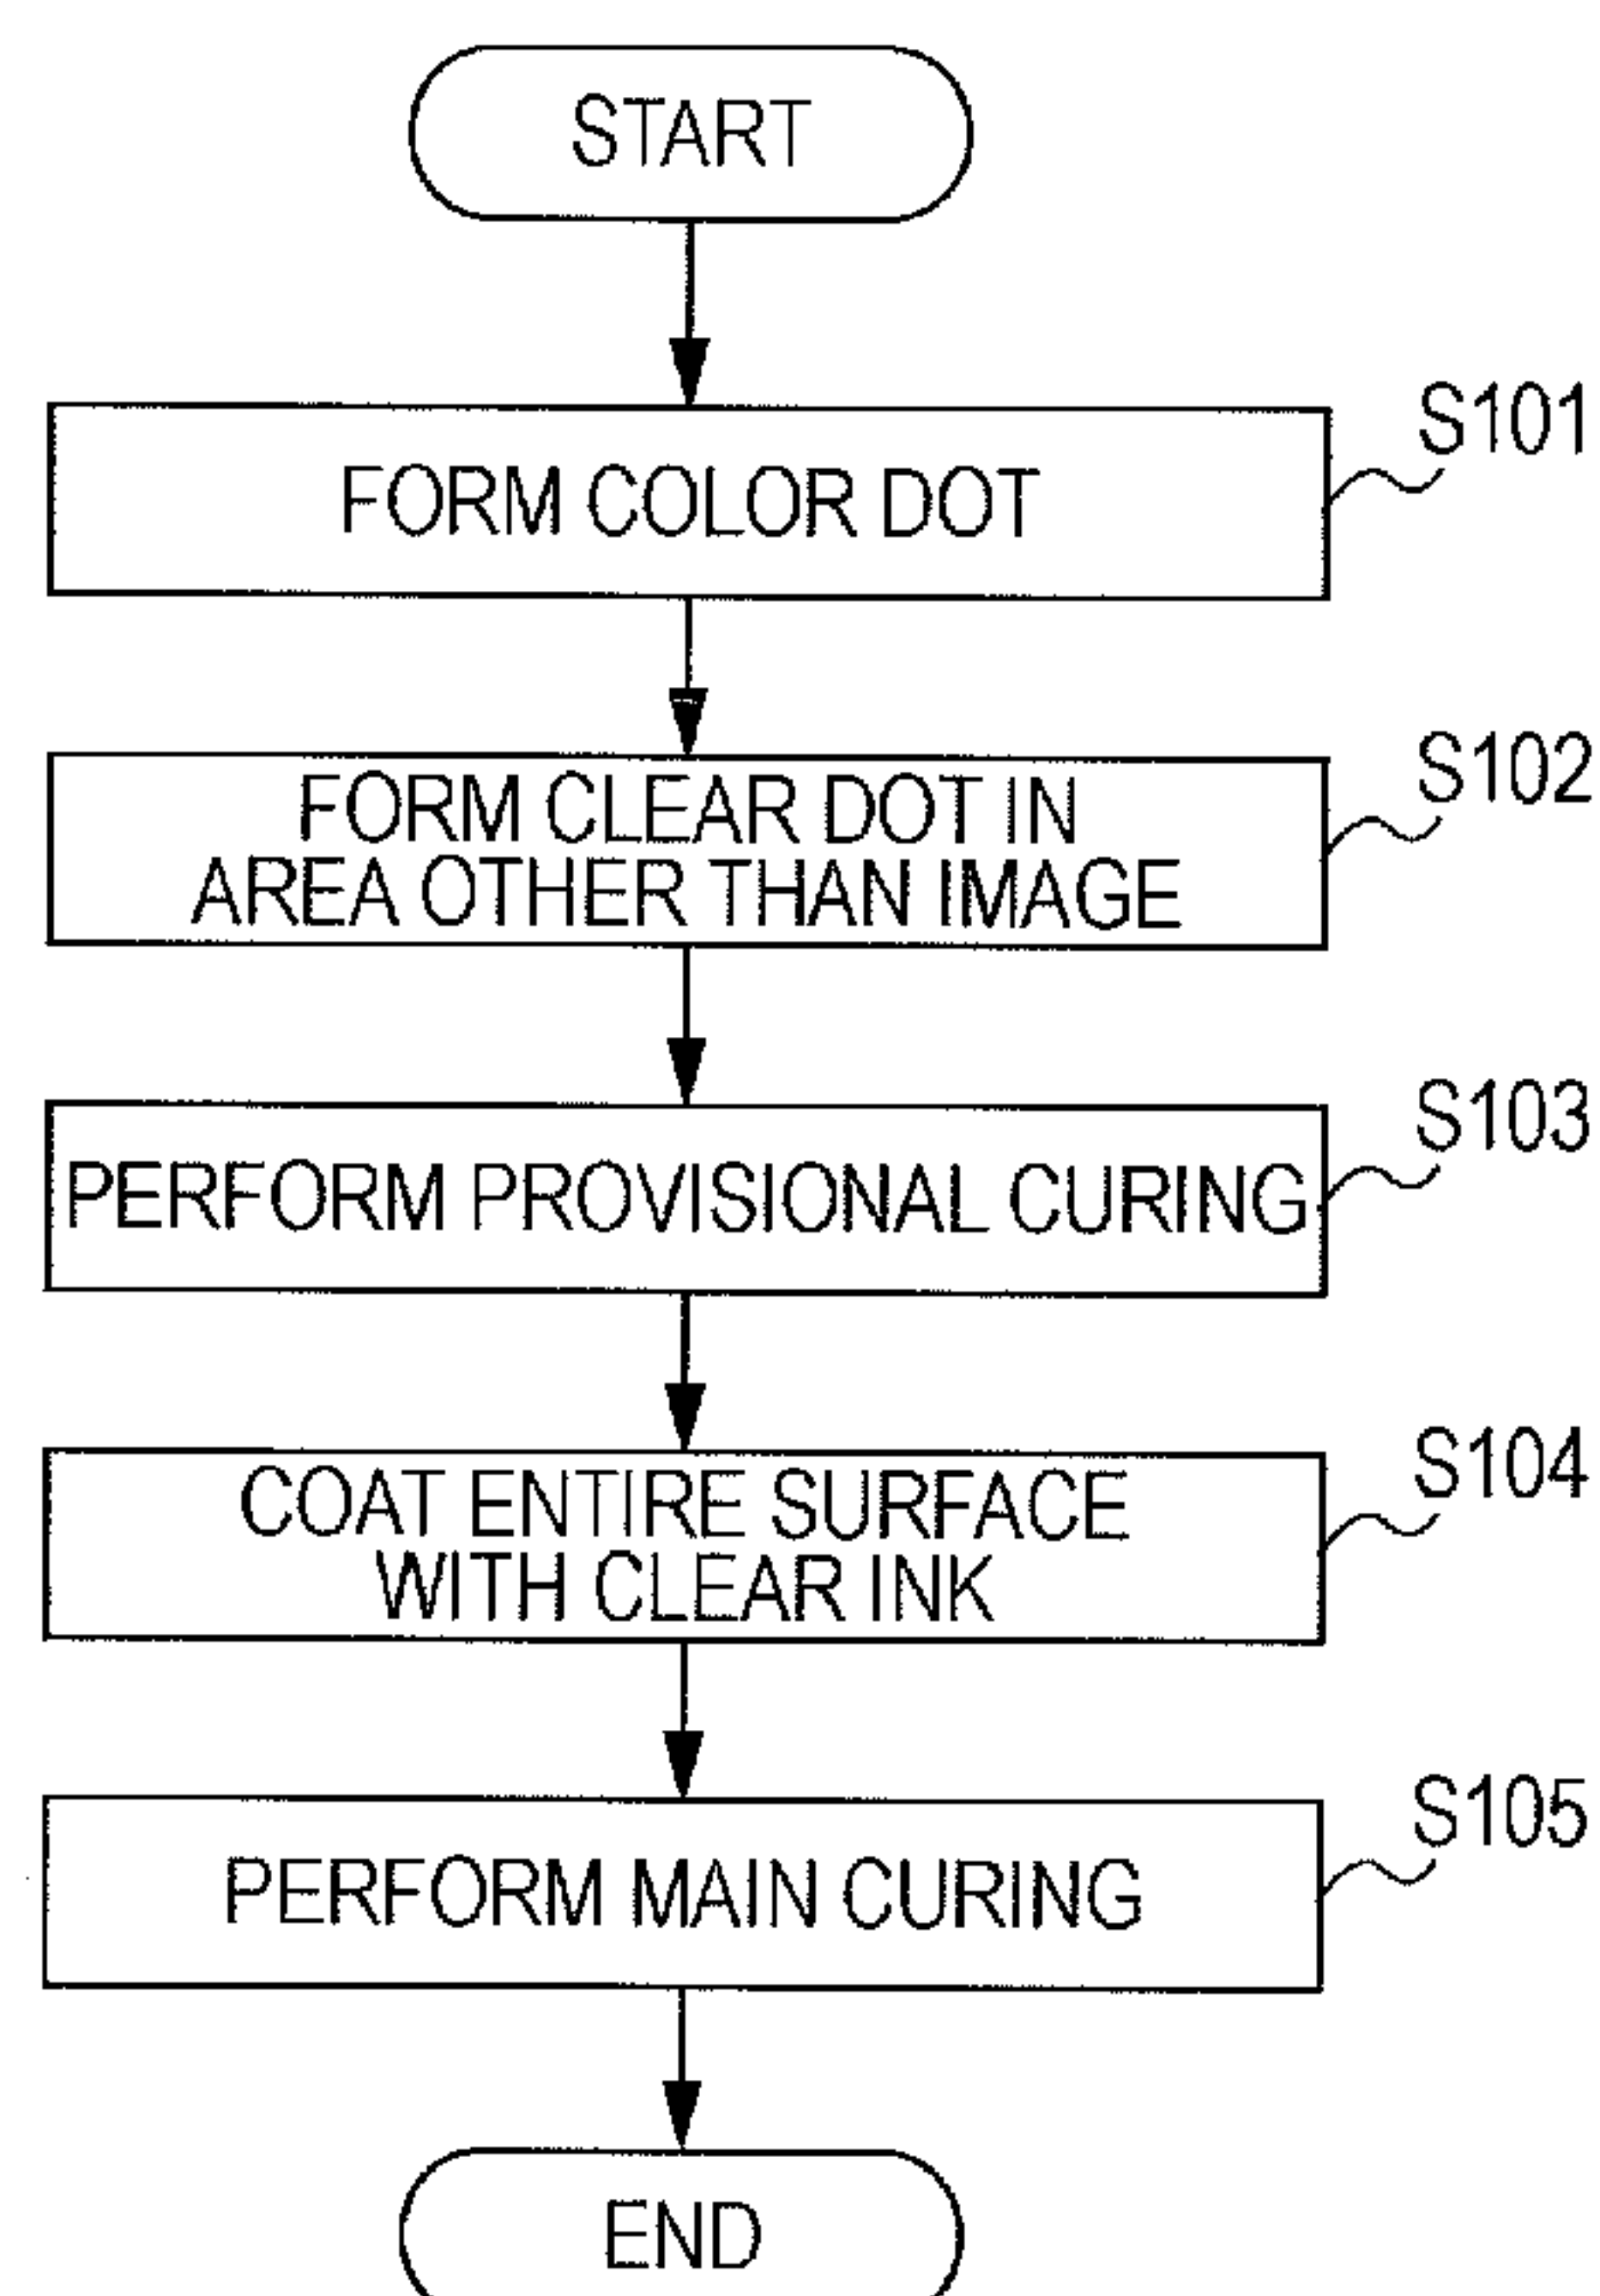 START
S101
FORM COLOR DOT
S102
FORM CLEAR DOT IN
AREA OTHER THAN IMAGE
S103
PERFORM PROVISIONAL CURING
S104
COAT ENTIRE SURFACE
WITH CLEAR INK
S105
PERFORM MAIN CURING
END